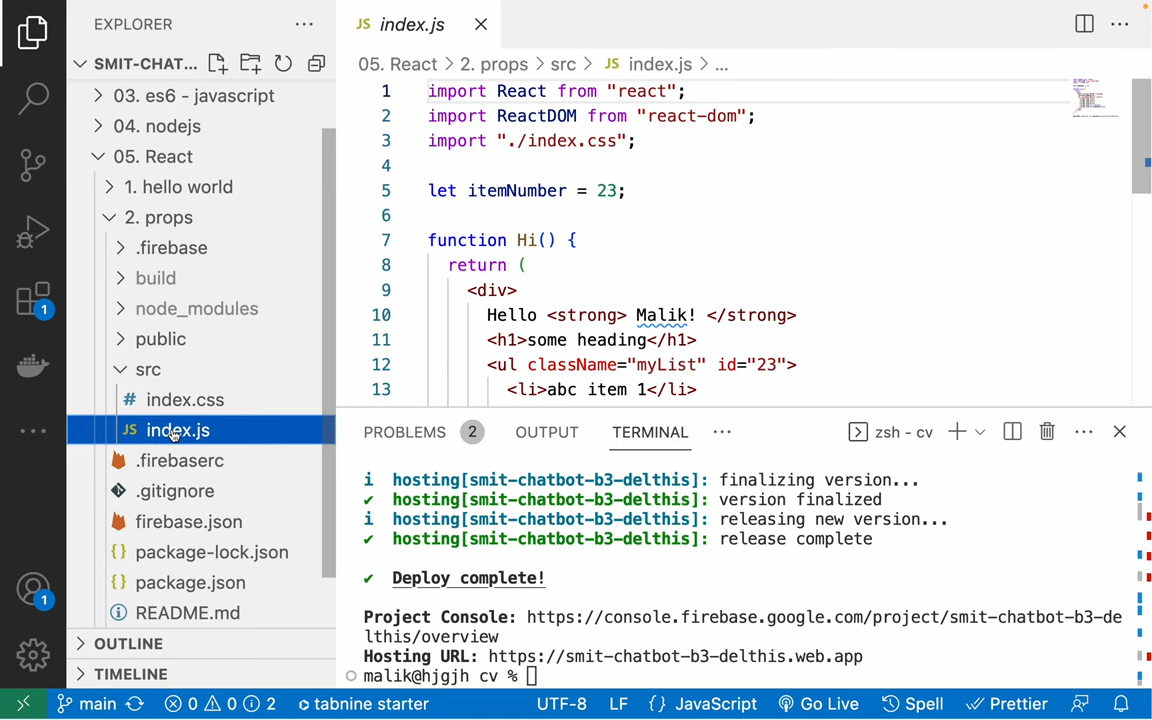 EXPLORER
SMIT-CHAT...
03. es6 - javascript
04. nodejs
05. React
1. hello world
2. props
.firebase
build
node_modules
public
src
# index.css
JS index.js
.firebaserc
.gitignore
firebase.json
{} package-lock.json
{} package.json
README.md
OUTLINE
TIMELINE
1
1
JS index.js
05. React > 2. props > src > JS index.js > ...
1 import React from "react";
2 import ReactDOM from "react-dom";
3 import "./index.css";
4
5 let itemNumber = 23;
6
7 function Hi() {
8 return (
9 <div>
10 Hello <strong> Malik! </strong>
11 <h1>some heading</h1>
12 <ul className="myList" id="23">
13 <li>abc item 1</li>
PROBLEMS 2 OUTPUT TERMINAL ... zsh - cv
i hosting[smit-chatbot-b3-delthis]: finalizing version...
✔ hosting[smit-chatbot-b3-delthis]: version finalized
i hosting[smit-chatbot-b3-delthis]: releasing new version...
✔ hosting[smit-chatbot-b3-delthis]: release complete
✔ Deploy complete!
Project Console: https://console.firebase.google.com/project/smit-chatbot-b3-de
lthis/overview
Hosting URL: https://smit-chatbot-b3-delthis.web.app
malik@hjgjh cv %
main 0 0 2 tabnine starter UTF-8 LF {} JavaScript Go Live Spell Prettier